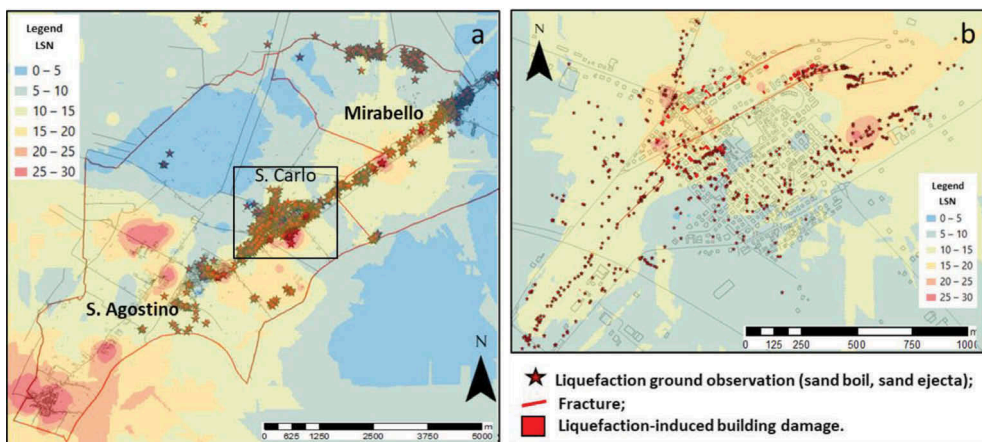 Legend
LSN
0 – 5
5 – 10
10 – 15
15 – 20
20 – 25
25 – 30
a
Mirabello
S. Carlo
S. Agostino
N
m
0 625 1250 2500 3750 5000
b
N
Legend
LSN
0 – 5
5 – 10
10 – 15
15 – 20
20 – 25
25 – 30
m
0 125 250 500 750 1000
Liquefaction ground observation (sand boil, sand ejecta);
Fracture;
Liquefaction-induced building damage.